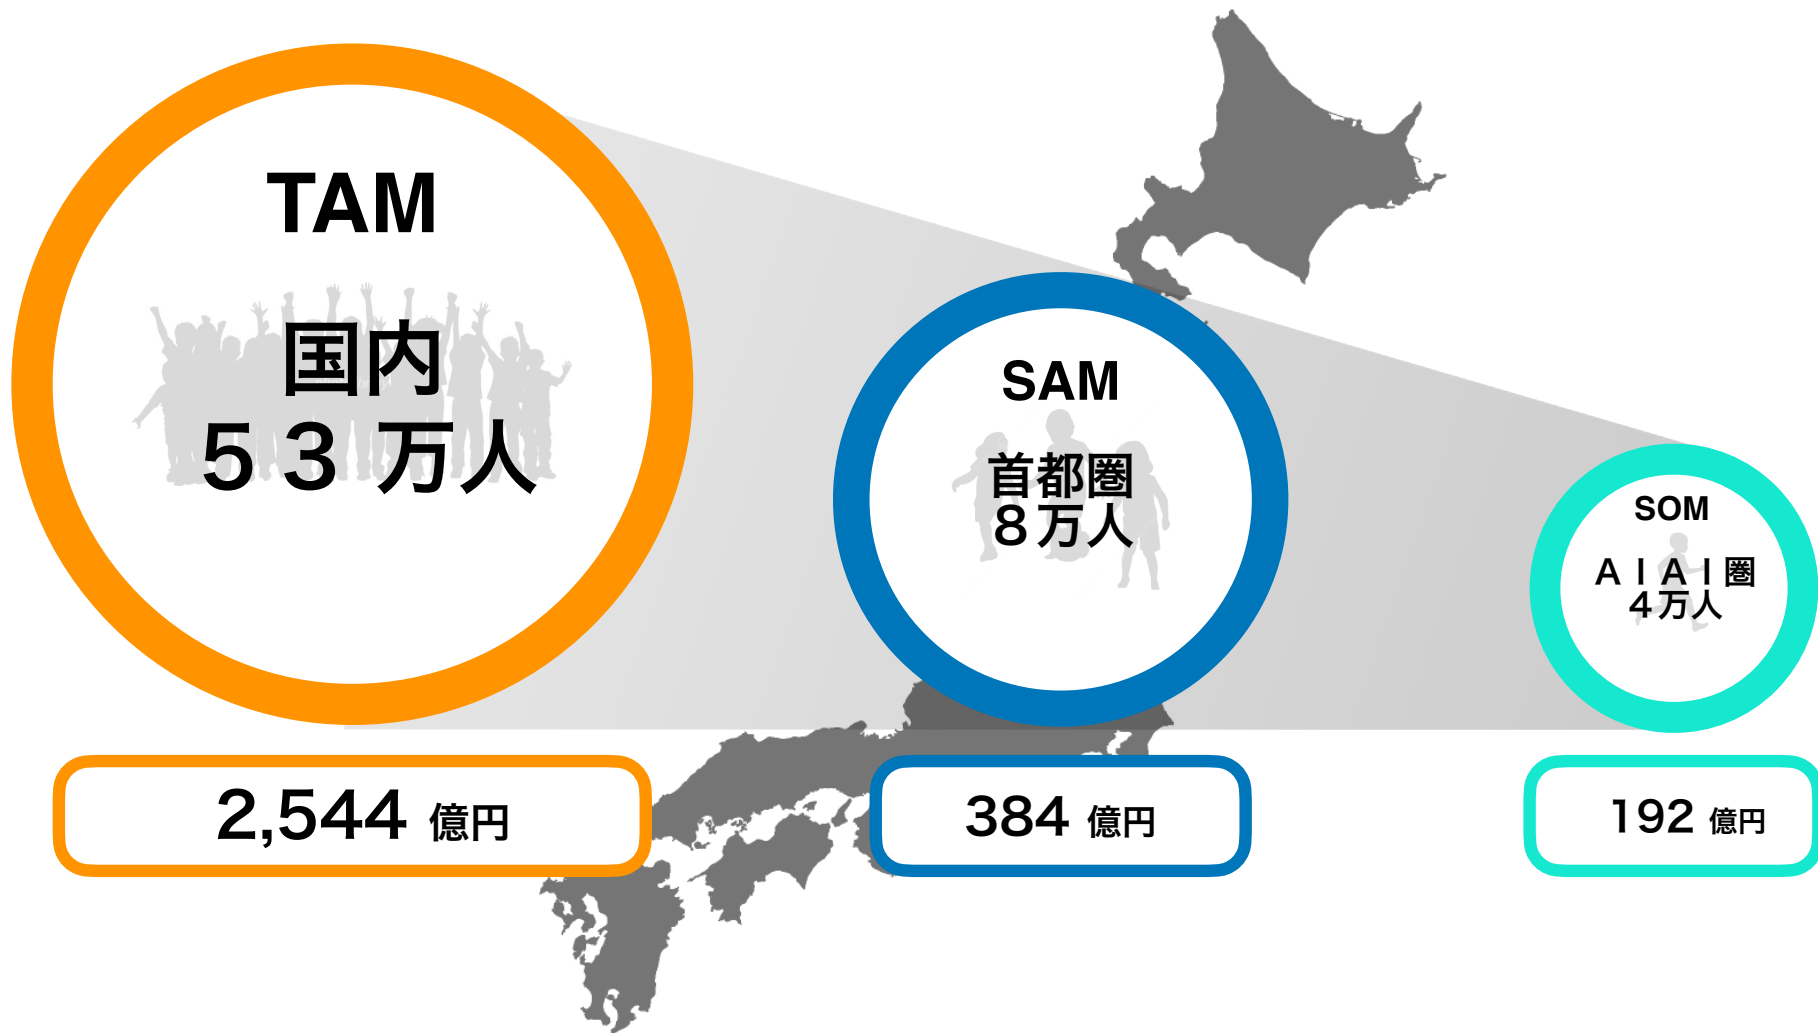 TAM
国内
５３万人
SAM
首都圏
８万人
SOM
ＡＩＡＩ圏
４万人
2,544 億円
384 億円
192 億円